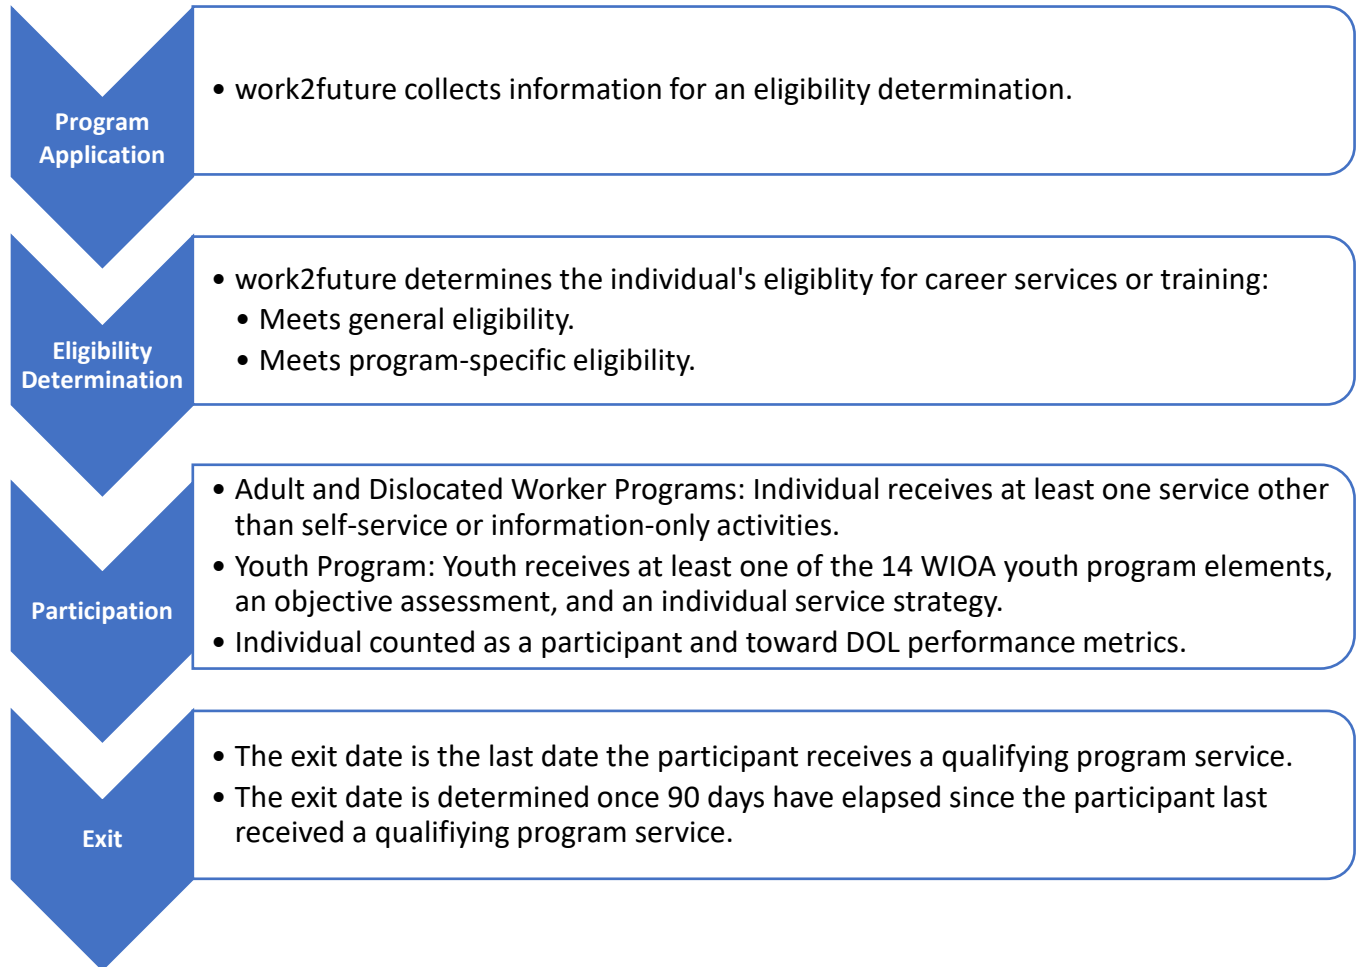 Program
Application
• work2future collects information for an eligibility determination.
Eligibility
Determination
• work2future determines the individual's eligiblity for career services or training:
• Meets general eligibility.
• Meets program-specific eligibility.
Participation
• Adult and Dislocated Worker Programs: Individual receives at least one service other
than self-service or information-only activities.
• Youth Program: Youth receives at least one of the 14 WIOA youth program elements,
an objective assessment, and an individual service strategy.
• Individual counted as a participant and toward DOL performance metrics.
Exit
• The exit date is the last date the participant receives a qualifying program service.
• The exit date is determined once 90 days have elapsed since the participant last
received a qualifiying program service.